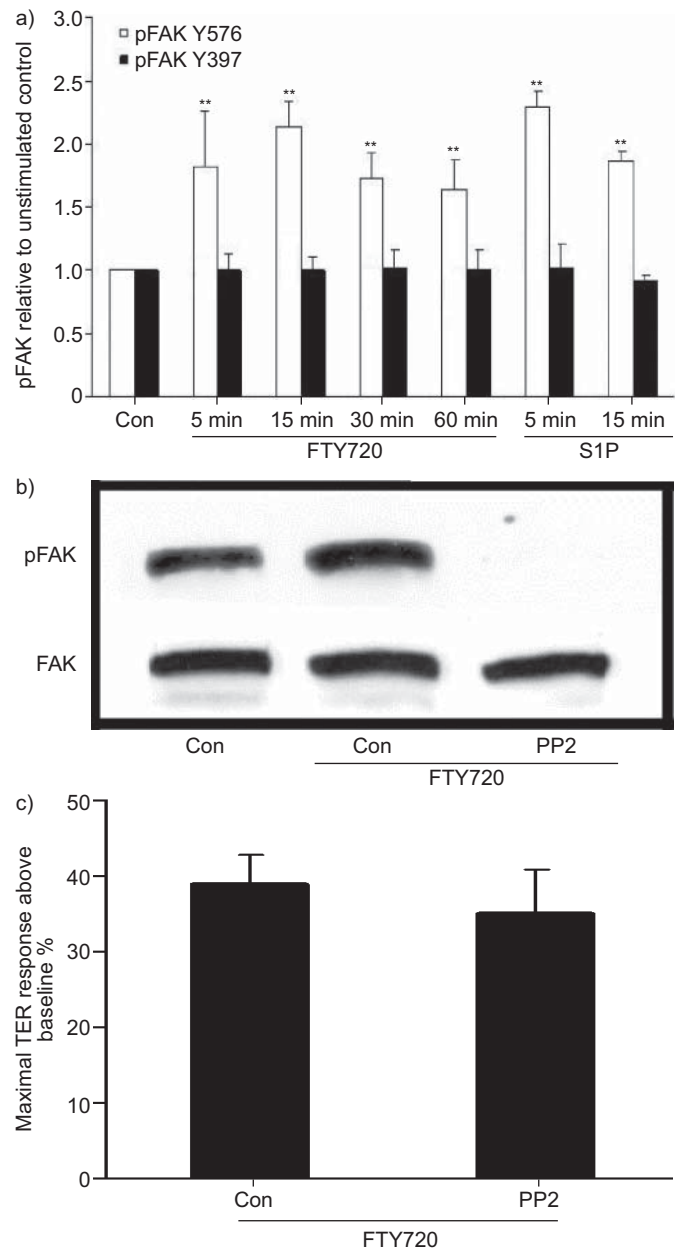 a)
3.0
pFAK Y576
pFAK Y397
2.5
2.0
1.5
1.0
0.5
0
pFAK relative to unstimulated control
** ** ** ** ** **
Con 5 min 15 min 30 min 60 min 5 min 15 min
FTY720 S1P
b)
pFAK
FAK
Con Con PP2
FTY720
c)
50
40
30
20
10
0
Maximal TER response above
baseline %
Con PP2
FTY720